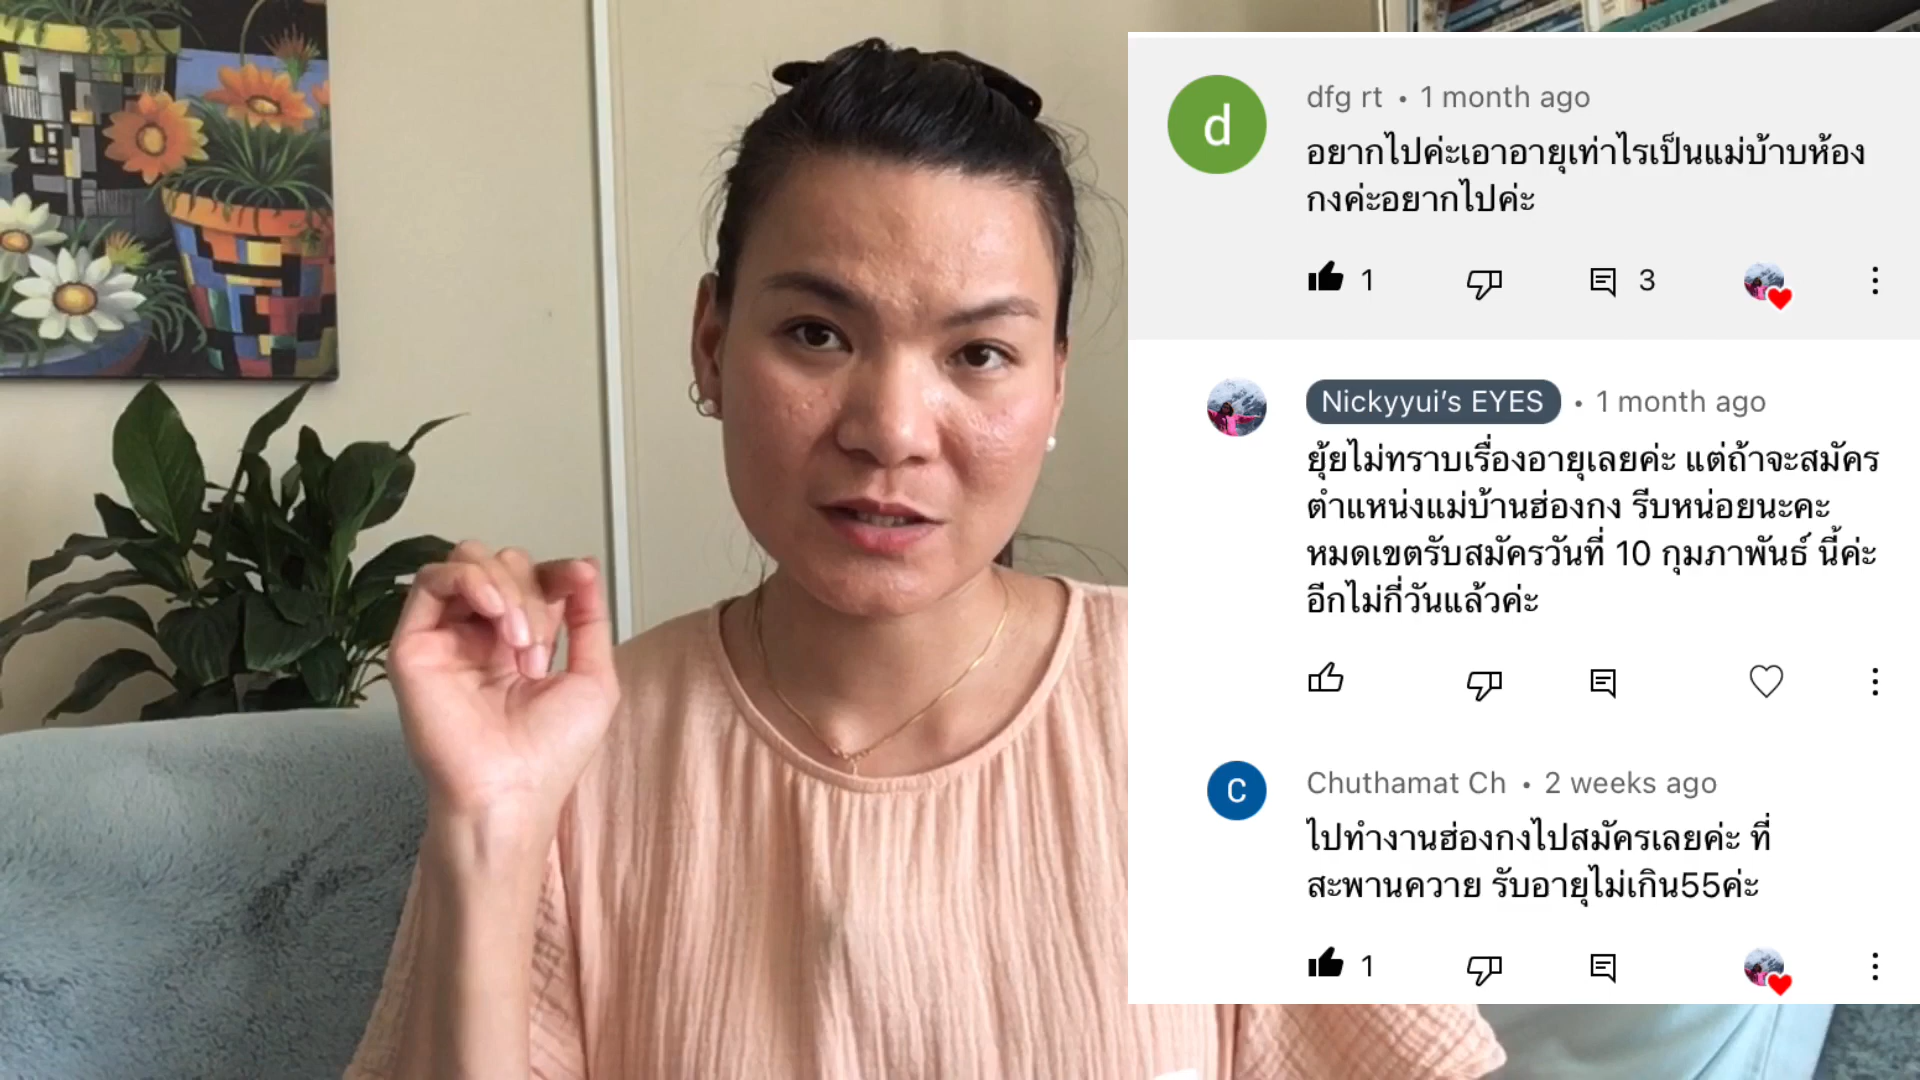 d
dfg rt • 1 month ago
อยากไปค่ะเอาอายุเท่าไรเป็นแม่บ้าบห้อง
กงค่ะอยากไปค่ะ
1
3
Nickyyui's EYES • 1 month ago
ยุ้ยไม่ทราบเรื่องอายุเลยค่ะ แต่ถ้าจะสมัคร
ตำแหน่งแม่บ้านฮ่องกง รีบหน่อยนะคะ
หมดเขตรับสมัครวันที่ 10 กุมภาพันธ์ นี้ค่ะ
อีกไม่กี่วันแล้วค่ะ
C
Chuthamat Ch • 2 weeks ago
ไปทำงานฮ่องกงไปสมัครเลยค่ะ ที่
สะพานควาย รับอายุไม่เกิน55ค่ะ
1